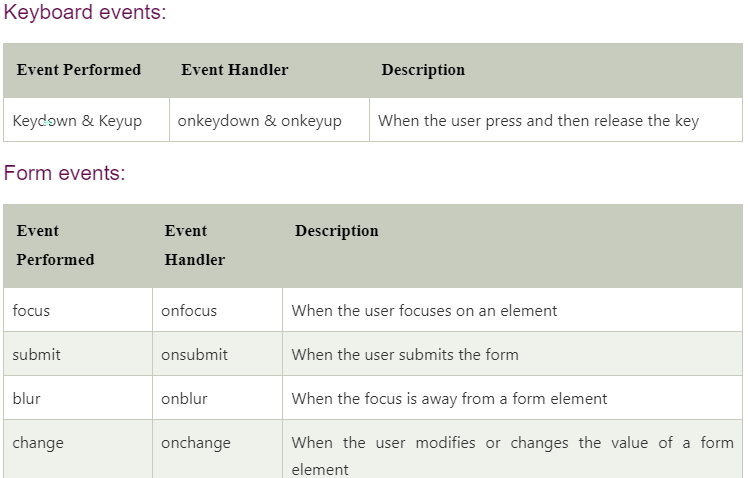 Keyboard events:
Event Performed Event Handler Description
Keydown & Keyup onkeydown & onkeyup When the user press and then release the key
Form events:
Event Event Description
Performed Handler
focus onfocus When the user focuses on an element
submit onsubmit When the user submits the form
blur onblur When the focus is away from a form element
change onchange When the user modifies or changes the value of a form
element